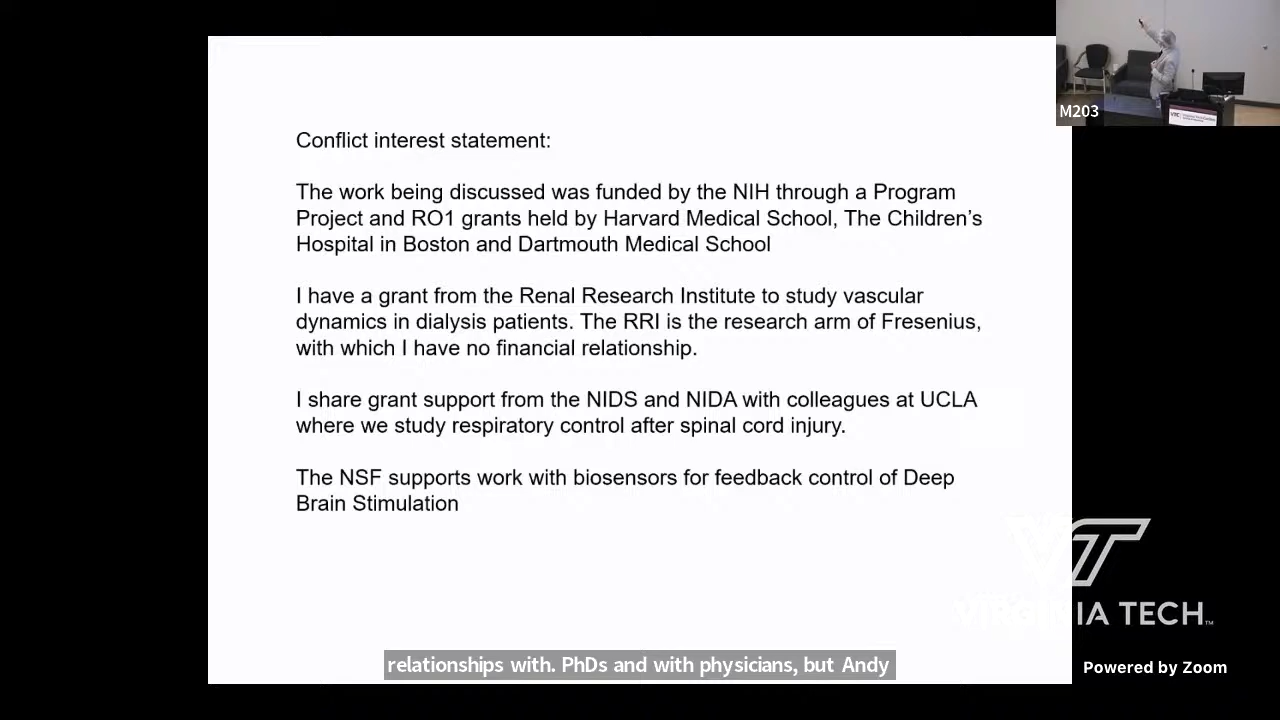 M203
Conflict interest statement:
The work being discussed was funded by the NIH through a Program
Project and RO1 grants held by Harvard Medical School, The Children’s
Hospital in Boston and Dartmouth Medical School
I have a grant from the Renal Research Institute to study vascular
dynamics in dialysis patients. The RRI is the research arm of Fresenius,
with which I have no financial relationship.
I share grant support from the NIDS and NIDA with colleagues at UCLA
where we study respiratory control after spinal cord injury.
The NSF supports work with biosensors for feedback control of Deep
Brain Stimulation
VT
VIRGINIA TECH™
relationships with. PhDs and with physicians, but Andy
Powered by Zoom